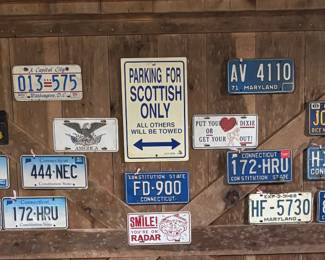 A Capital City
013 575
Washington, D.C.
PARKING FOR
SCOTTISH
ONLY
ALL OTHERS
WILL BE TOWED
AV 4110
71 MARYLAND
AMERICA
PUT YOUR
DIXIE
OR
GET YOUR
OUT!
Connecticut
444-NEC
Constitution State
CONSTITUTION STATE
FD-900
CONNECTICUT
CONNECTICUT
172·HRU
CONSTITUTION STATE
Connecticut
172·HRU
Constitution State
SMILE!
YOU'RE ON
RADAR
HF-5730
MARYLAND